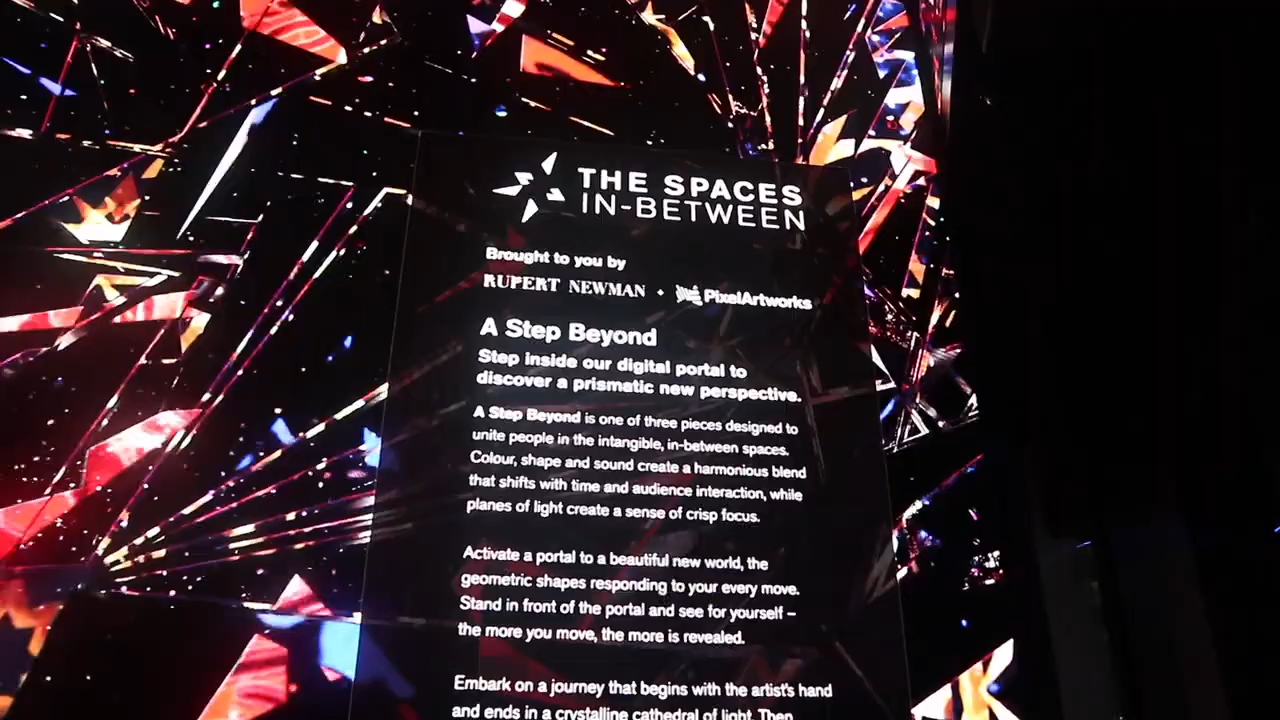 THE SPACES
IN-BETWEEN
Brought to you by
RUPERT NEWMAN • PixelArtworks
A Step Beyond
Step inside our digital portal to
discover a prismatic new perspective.
A Step Beyond is one of three pieces designed to
unite people in the intangible, in-between spaces.
Colour, shape and sound create a harmonious blend
that shifts with time and audience interaction, while
planes of light create a sense of crisp focus.
Activate a portal to a beautiful new world, the
geometric shapes responding to your every move.
Stand in front of the portal and see for yourself –
the more you move, the more is revealed.
Embark on a journey that begins with the artist's hand
and ends in a crystalline cathedral of light. Then